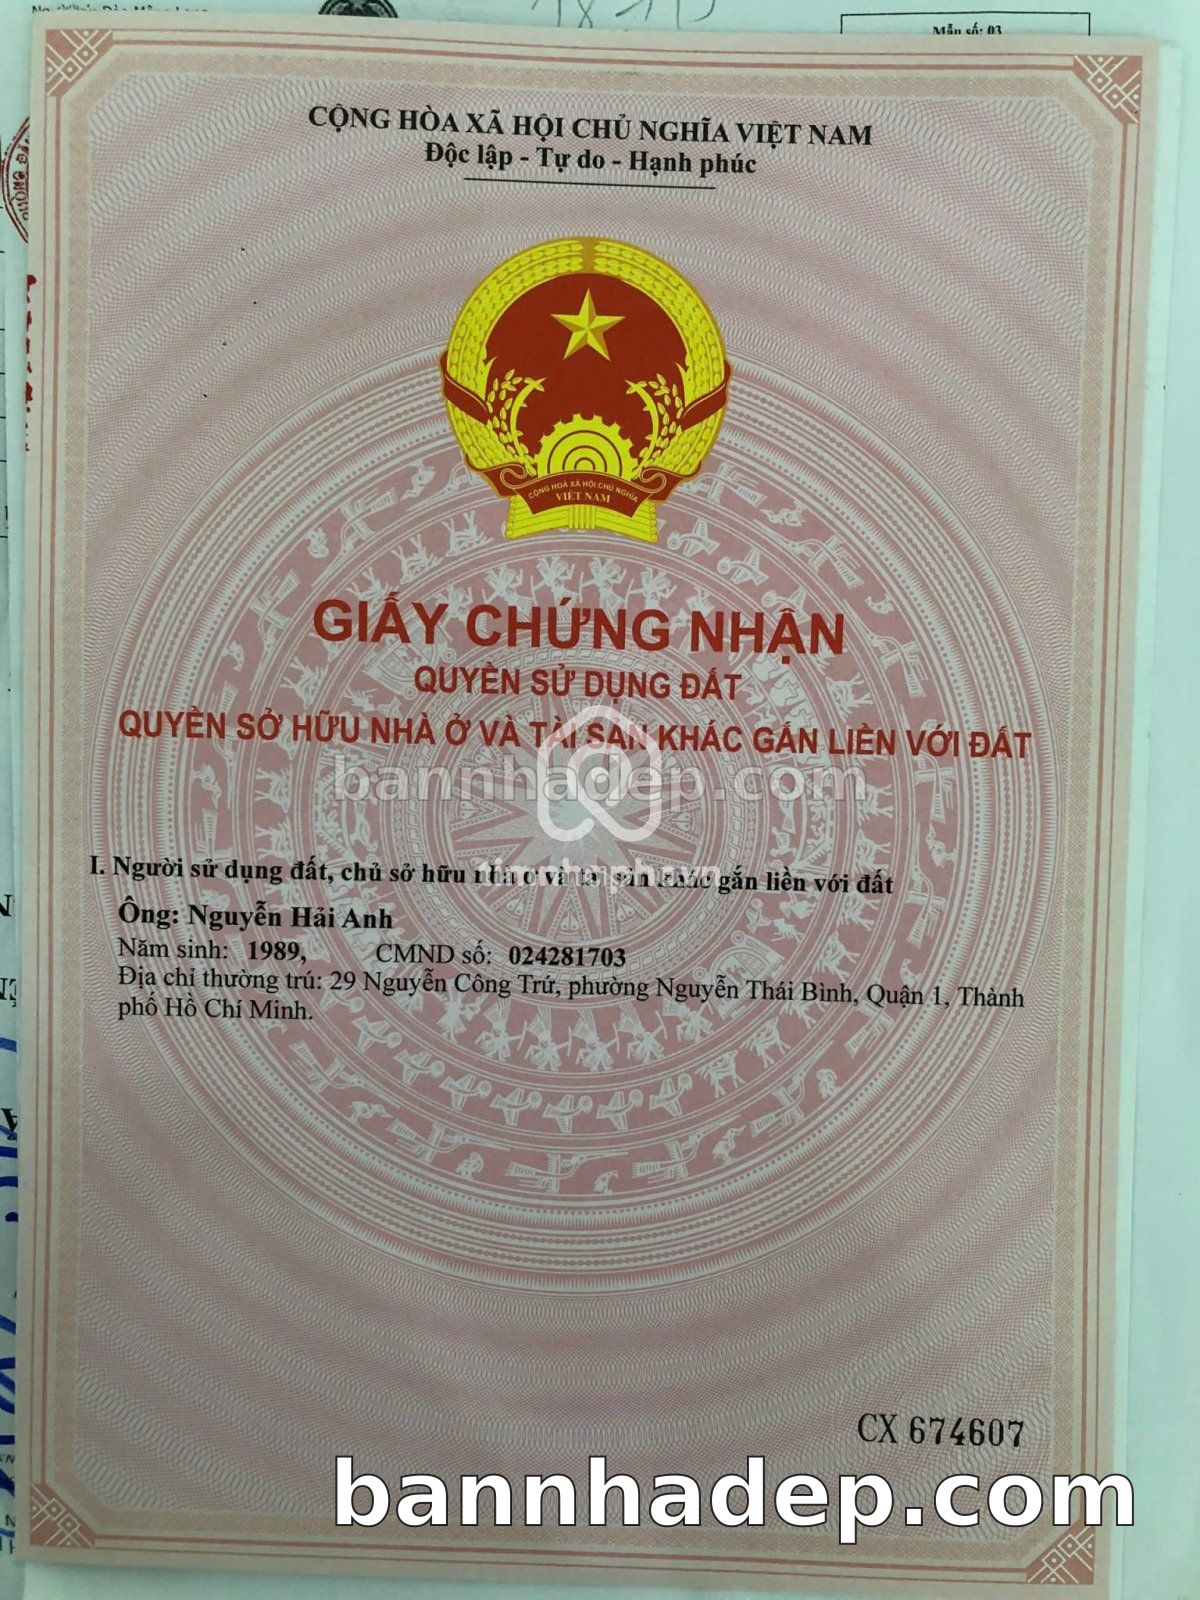 Mẫu số: 03
CỘNG HÒA XÃ HỘI CHỦ NGHĨA VIỆT NAM
Độc lập - Tự do - Hạnh phúc
CỘNG HOÀ XÃ HỘI CHỦ NGHĨA
VIỆT NAM
GIẤY CHỨNG NHẬN
QUYỀN SỬ DỤNG ĐẤT
QUYỀN SỞ HỮU NHÀ Ở VÀ TÀI SẢN KHÁC GẮN LIỀN VỚI ĐẤT
bannhadep.com
I. Người sử dụng đất, chủ sở hữu nhà ở và tài sản khác gắn liền với đất
Ông: Nguyễn Hải Anh
Năm sinh: 1989, CMND số: 024281703
Địa chỉ thường trú: 29 Nguyễn Công Trứ, phường Nguyễn Thái Bình, Quận 1, Thành
phố Hồ Chí Minh.
CX 674607
bannhadep.com